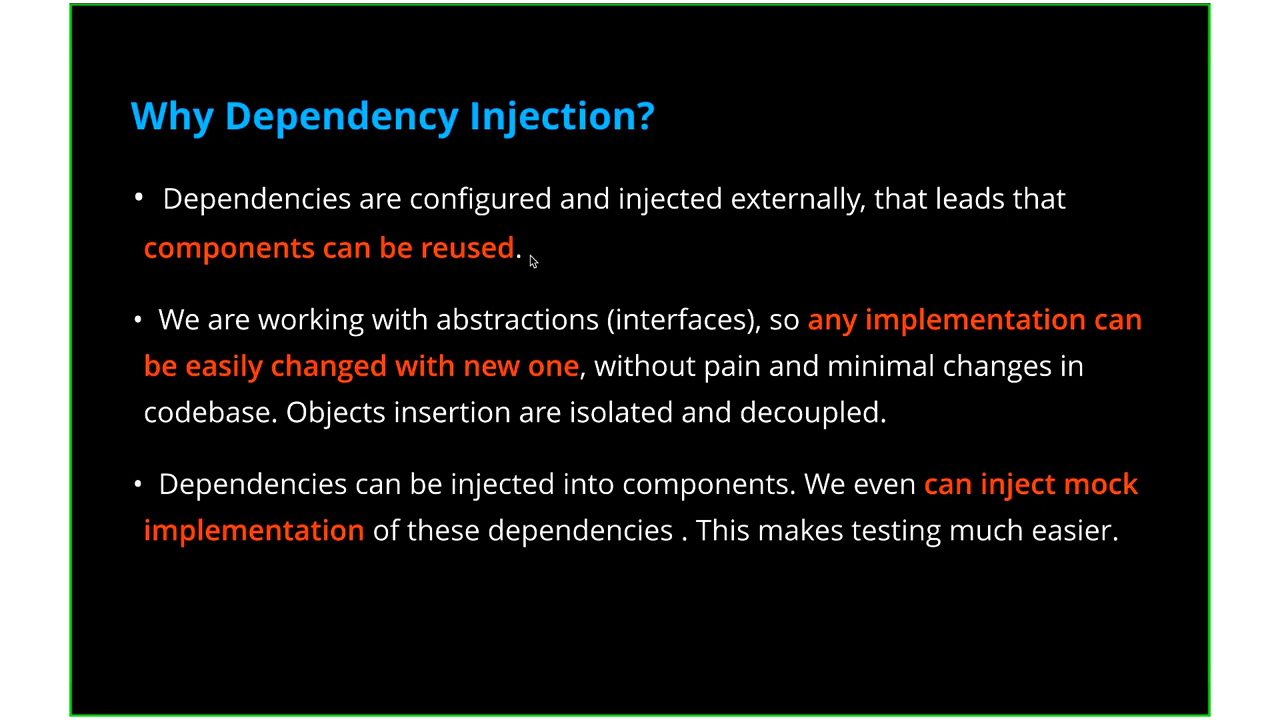 Why Dependency Injection?
• Dependencies are configured and injected externally, that leads that
components can be reused.
• We are working with abstractions (interfaces), so any implementation can
be easily changed with new one, without pain and minimal changes in
codebase. Objects insertion are isolated and decoupled.
• Dependencies can be injected into components. We even can inject mock
implementation of these dependencies . This makes testing much easier.